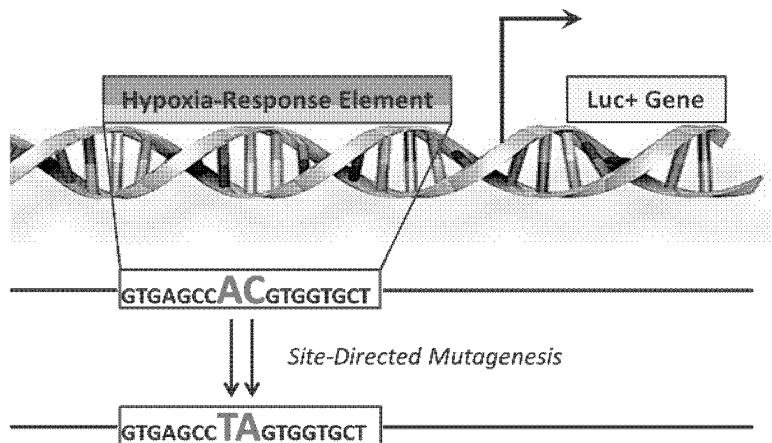 Hypoxia-Response Element
Luc+ Gene
GTGAGCCACGTGGTGCT
Site-Directed Mutagenesis
GTGAGCCTAGTGGTGCT